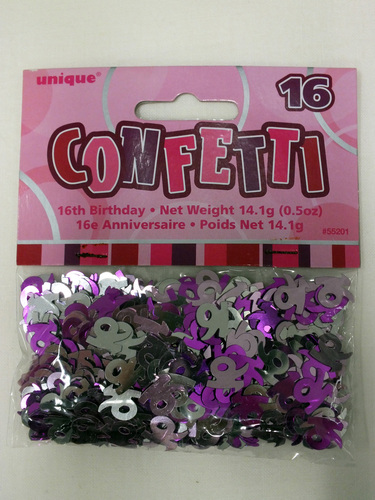 unique®
16
CONFETTI
16th Birthday • Net Weight 14.1g (0.5oz)
16e Anniversaire • Poids Net 14.1g
#55201